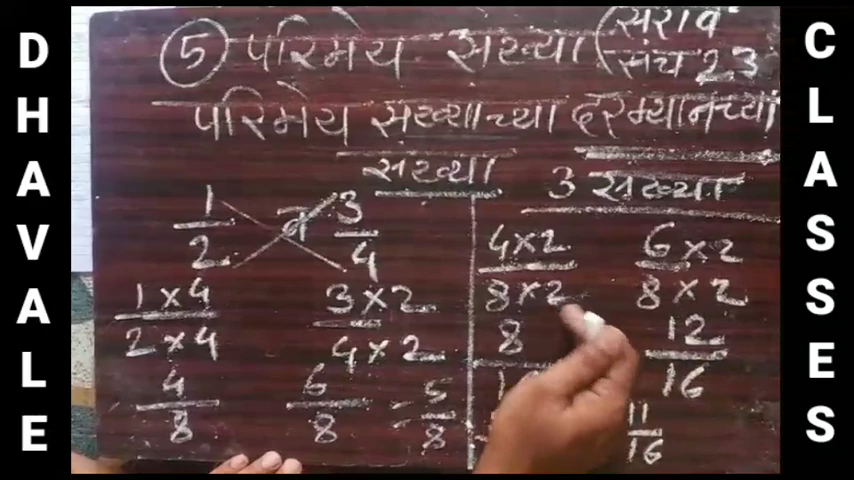 DHAVALE
CLASSES
(5) परिमेय संख्या (सराव
संच 23
परिमेय संख्याच्या दरम्यानच्या
संख्या
3 संख्या
1/2 व 3/4
1×4/2×4
3×2/4×2
4/8
6/8 = 5/8
4×2/8×2
6×2/8×2
8
12/16
11/16